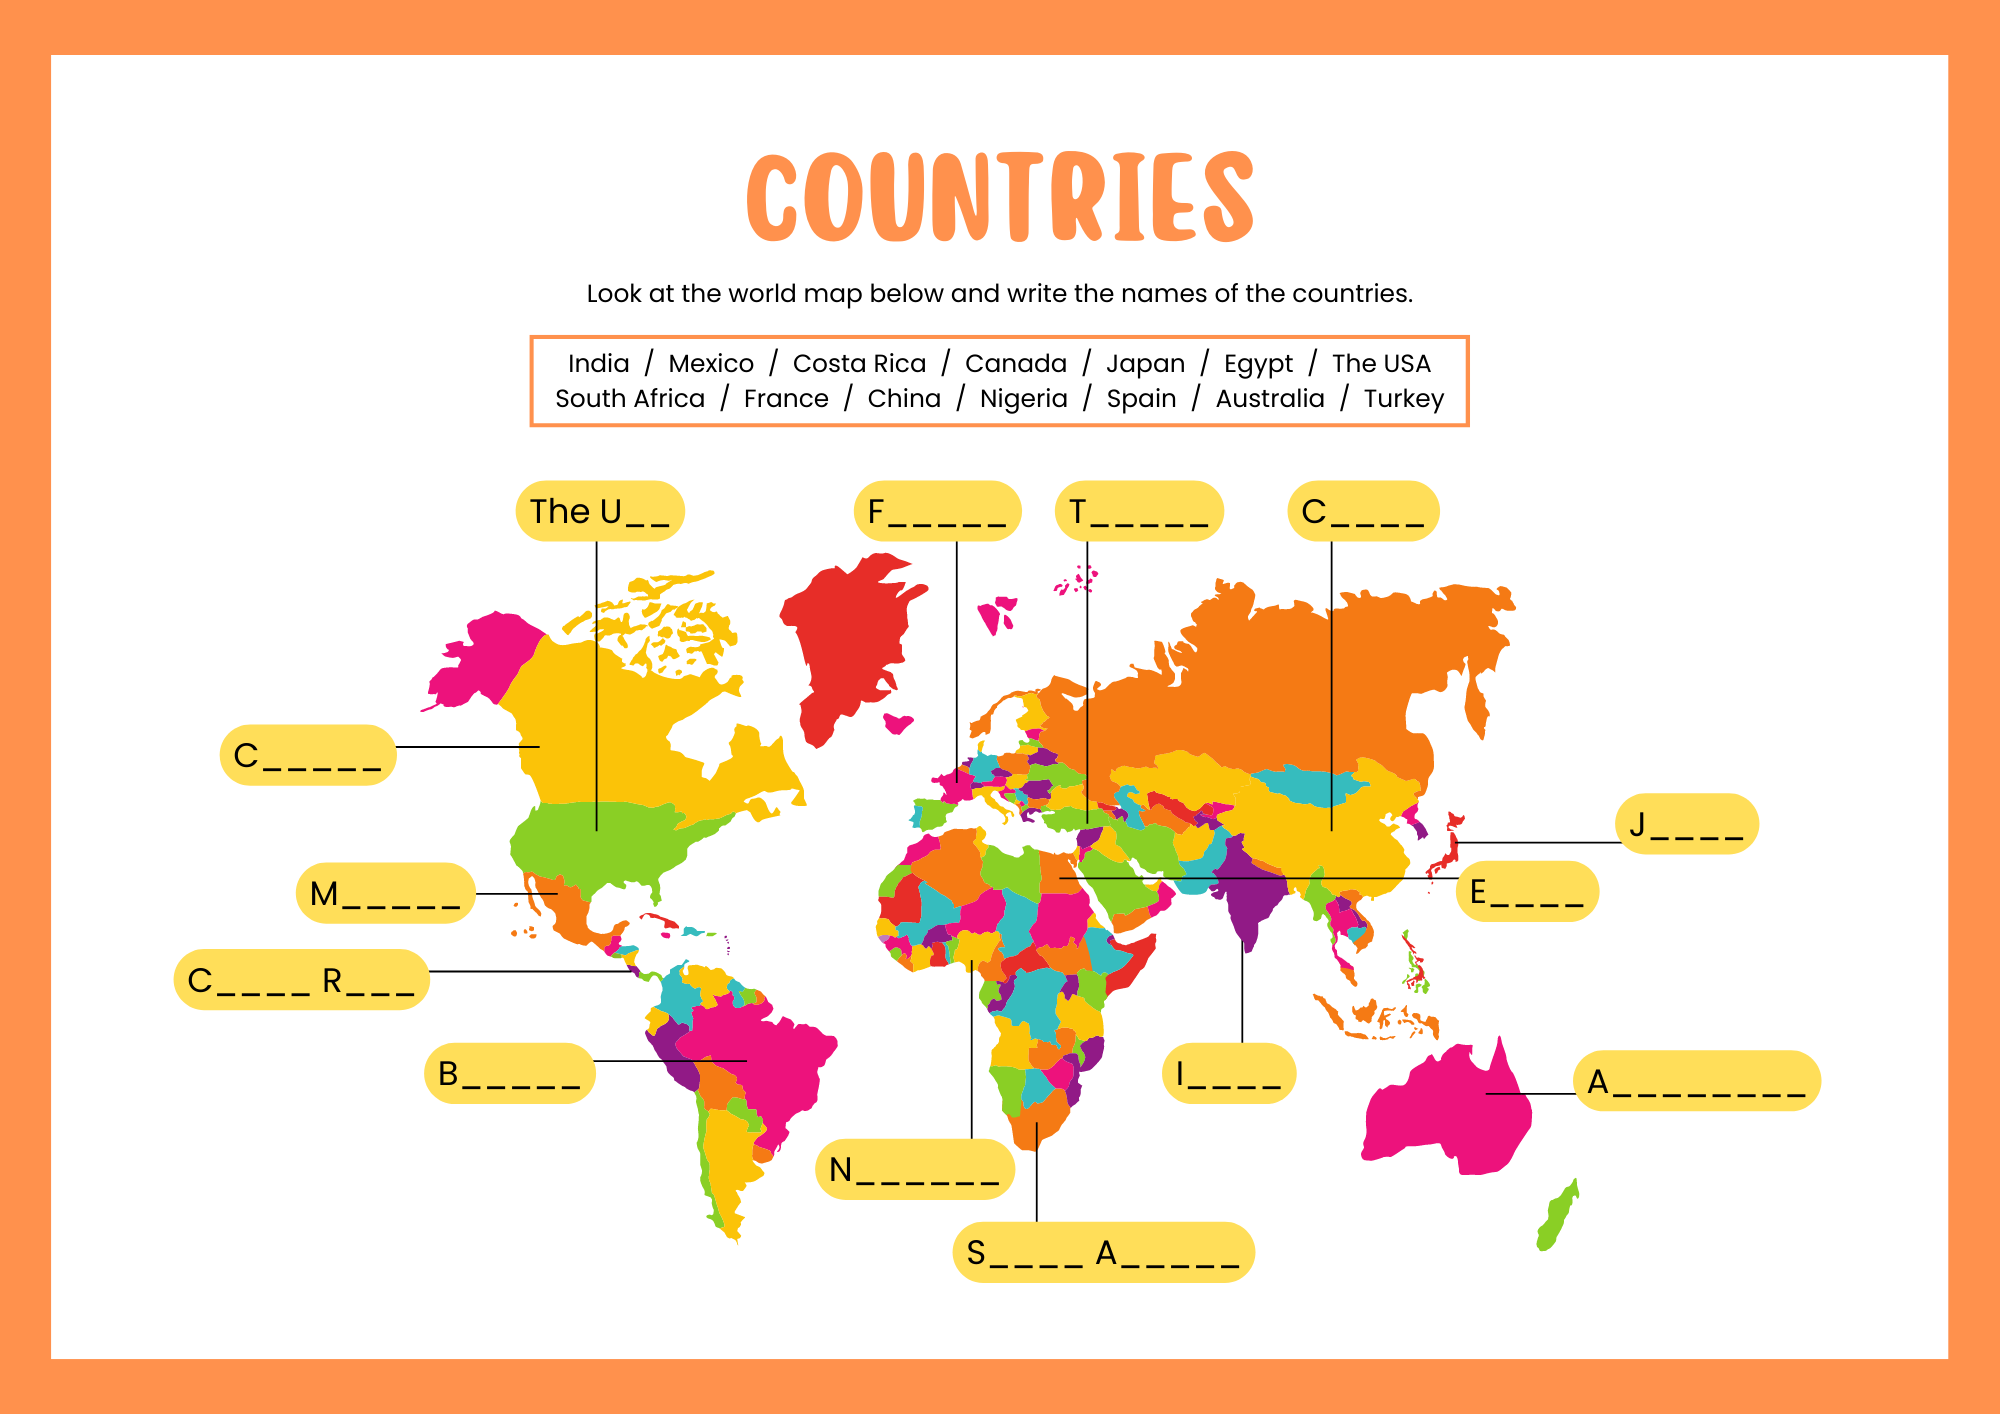 COUNTRIES
Look at the world map below and write the names of the countries.
India / Mexico / Costa Rica / Canada / Japan / Egypt / The USA
South Africa / France / China / Nigeria / Spain / Australia / Turkey
The U__
F_____
T_____
C____
C_____
J____
M_____
E____
C____ R___
B_____
I____
A________
N______
S____ A_____